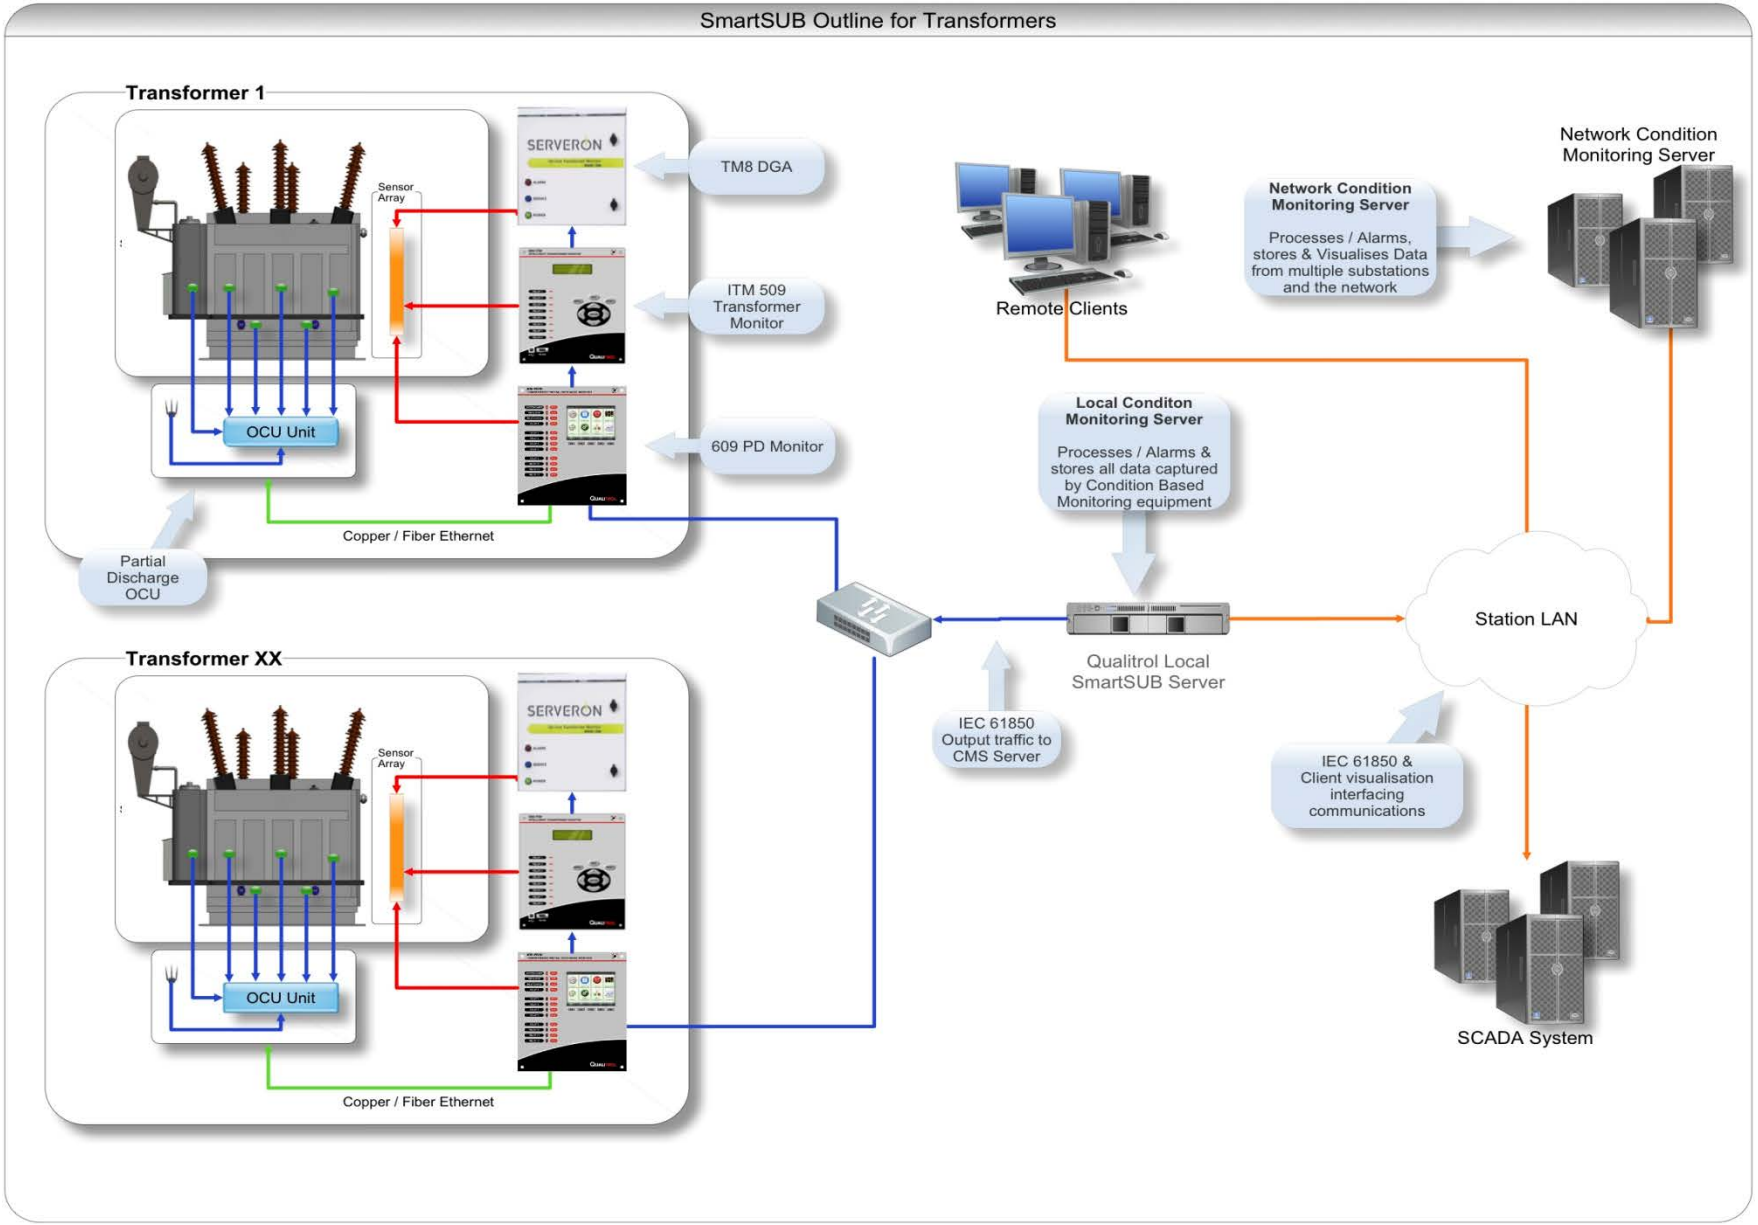 SmartSUB Outline for Transformers
Transformer 1
Sensor
Array
SERVERON
TM8 DGA
ITM 509
Transformer
Monitor
609 PD Monitor
OCU Unit
Copper / Fiber Ethernet
Partial
Discharge
OCU
Transformer XX
Sensor
Array
SERVERON
OCU Unit
Copper / Fiber Ethernet
Remote Clients
Network Condition
Monitoring Server
Processes / Alarms,
stores & Visualises Data
from multiple substations
and the network
Network Condition
Monitoring Server
Local Conditon
Monitoring Server
Processes / Alarms &
stores all data captured
by Condition Based
Monitoring equipment
Qualitrol Local
SmartSUB Server
IEC 61850
Output traffic to
CMS Server
Station LAN
IEC 61850 &
Client visualisation
interfacing
communications
SCADA System